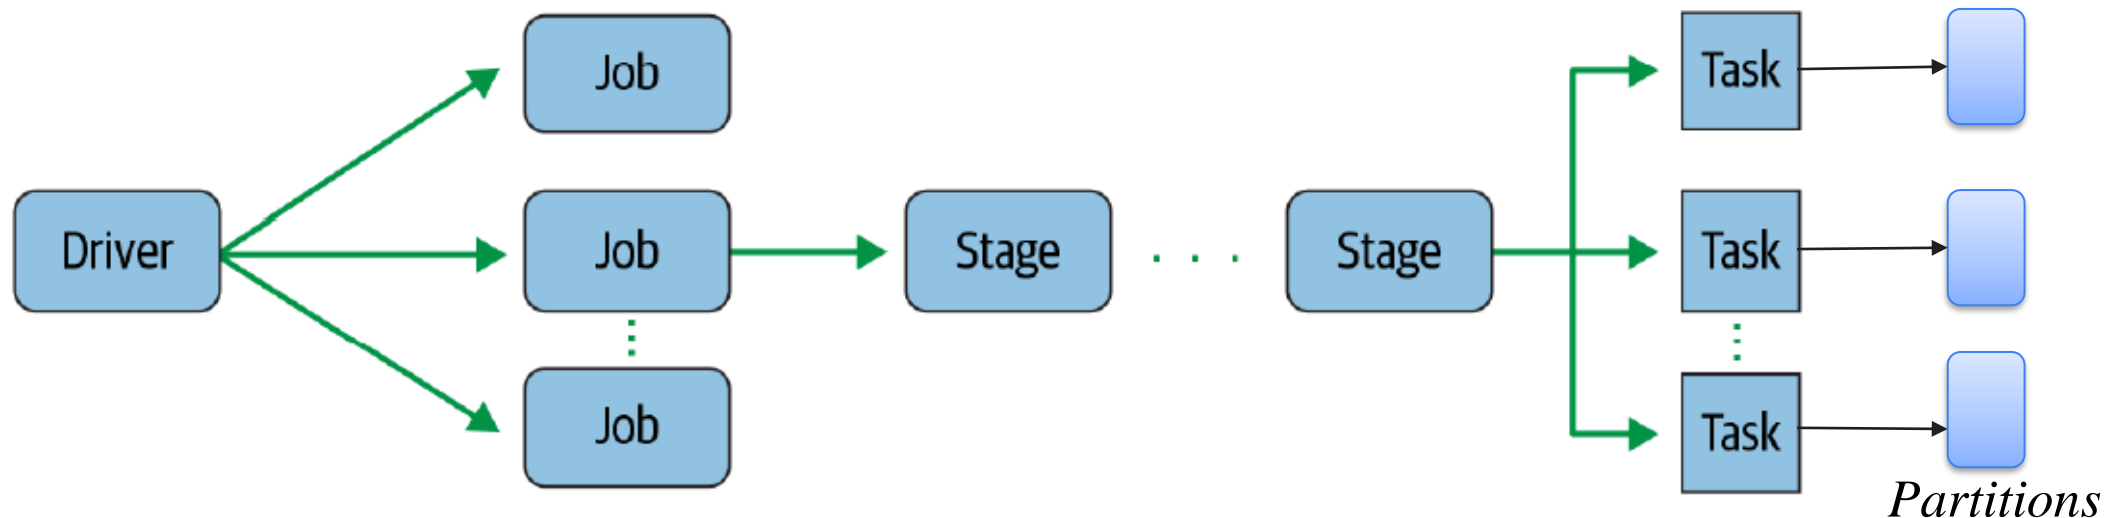 Job
Task
Driver
Job
Stage
. . .
Stage
Task
Job
Task
Partitions